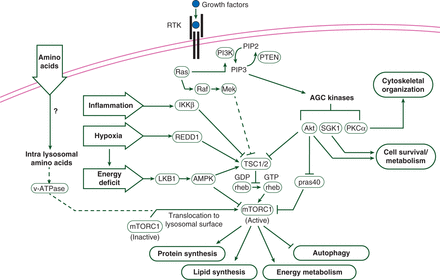 Growth factors
RTK
Amino
acids
PI3K
PIP2
PTEN
PIP3
Ras
Raf
Mek
Cytoskeletal
organization
AGC kinases
Inflammation
IKKβ
?
Hypoxia
REDD1
Akt
SGK1
PKCα
Intra lysosomal
amino acids
TSC1/2
Cell survival/
metabolism
Energy
deficit
LKB1
AMPK
GDP
GTP
rheb
rheb
pras40
v-ATPase
Translocation to
lysosomal surface
mTORC1
(Active)
mTORC1
(Inactive)
Protein synthesis
Autophagy
Lipid synthesis
Energy metabolism